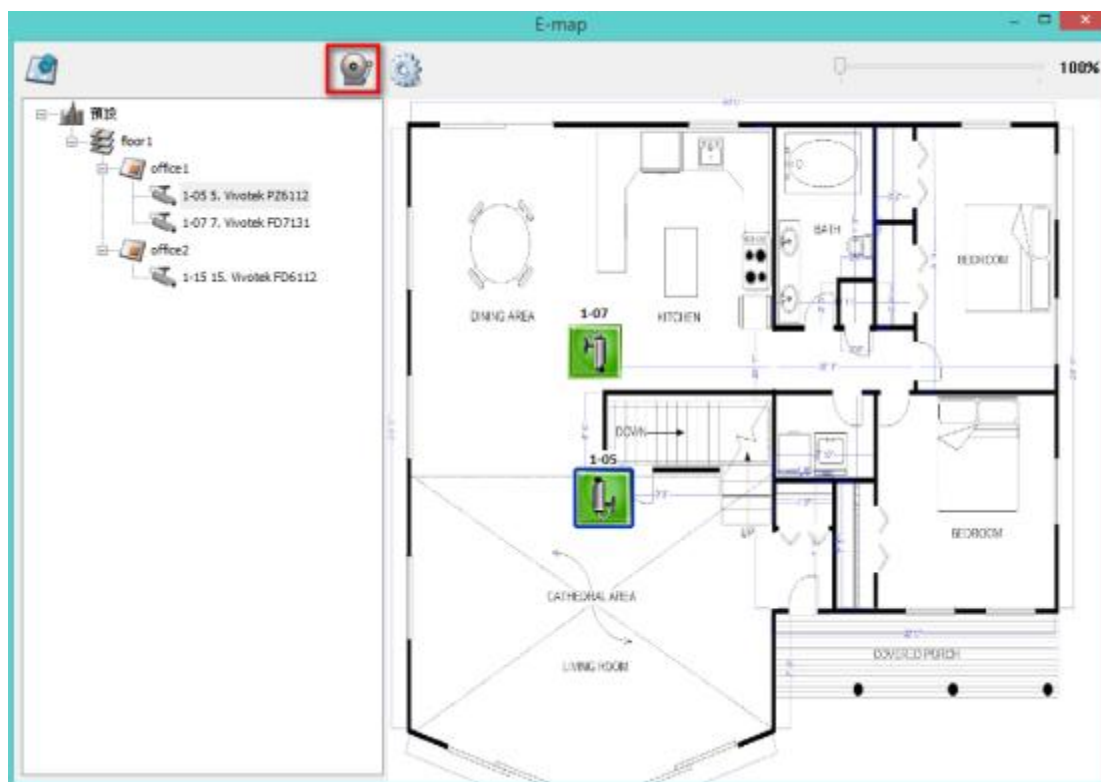 E-map
100%
預設
floor1
office1
1-05 5. Vivotek PZ6112
1-07 7. Vivotek FD7131
office2
1-15 15. Vivotek FD6112
BATH
BEDROOM
1-07
DINING AREA
KITCHEN
DOWN
1-05
UP
BEDROOM
CATHEDRAL AREA
LIVING ROOM
COVERED PORCH